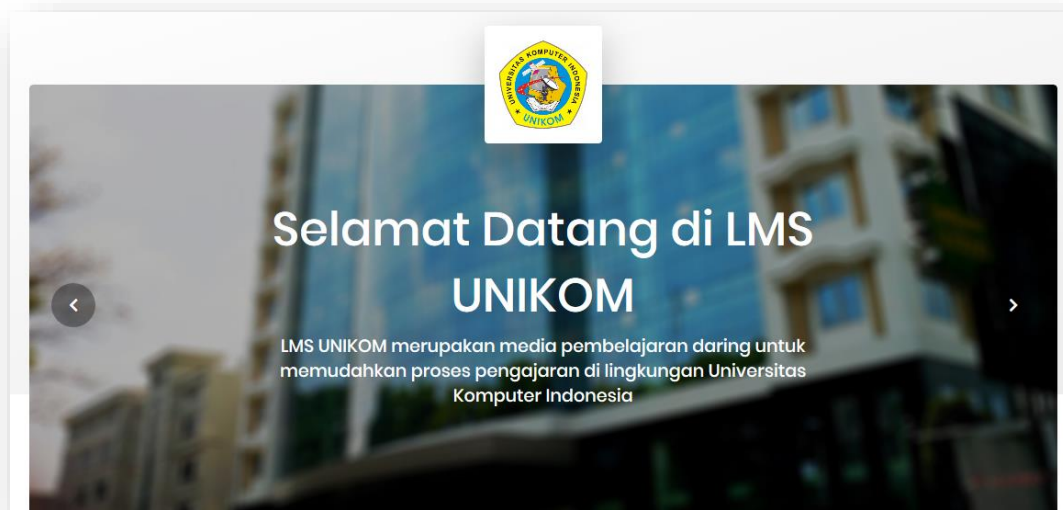 UNIVERSITAS KOMPUTER INDONESIA
UNIKOM
Selamat Datang di LMS
UNIKOM
LMS UNIKOM merupakan media pembelajaran daring untuk
memudahkan proses pengajaran di lingkungan Universitas
Komputer Indonesia